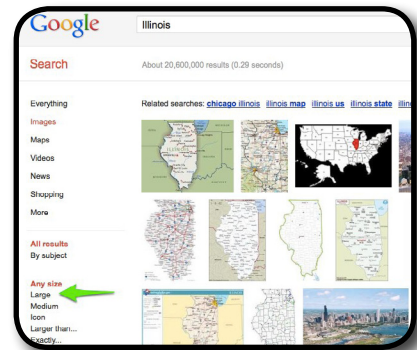 Google
Illinois
Search
About 20,600,000 results (0.29 seconds)
Everything
Related searches: chicago illinois illinois map illinois us illinois state
Images
Maps
Videos
News
Shopping
More
All results
By subject
Any size
Large
Medium
Icon
Larger than...
Exactly...